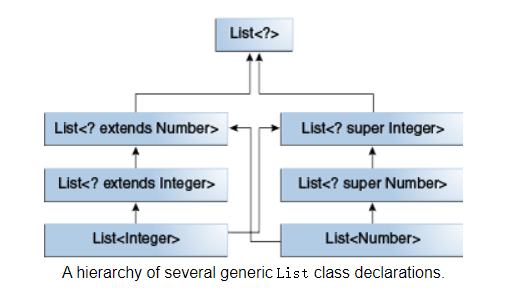 List<?>
List<? extends Number>
List<? super Integer>
List<? extends Integer>
List<? super Number>
List<Integer>
List<Number>
A hierarchy of several generic List class declarations.